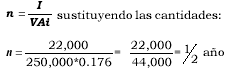 n = I / VAi sustituyendo las cantidades:
n = 22,000 / 250,000*0.176 = 22,000 / 44,000 = 1/2 año